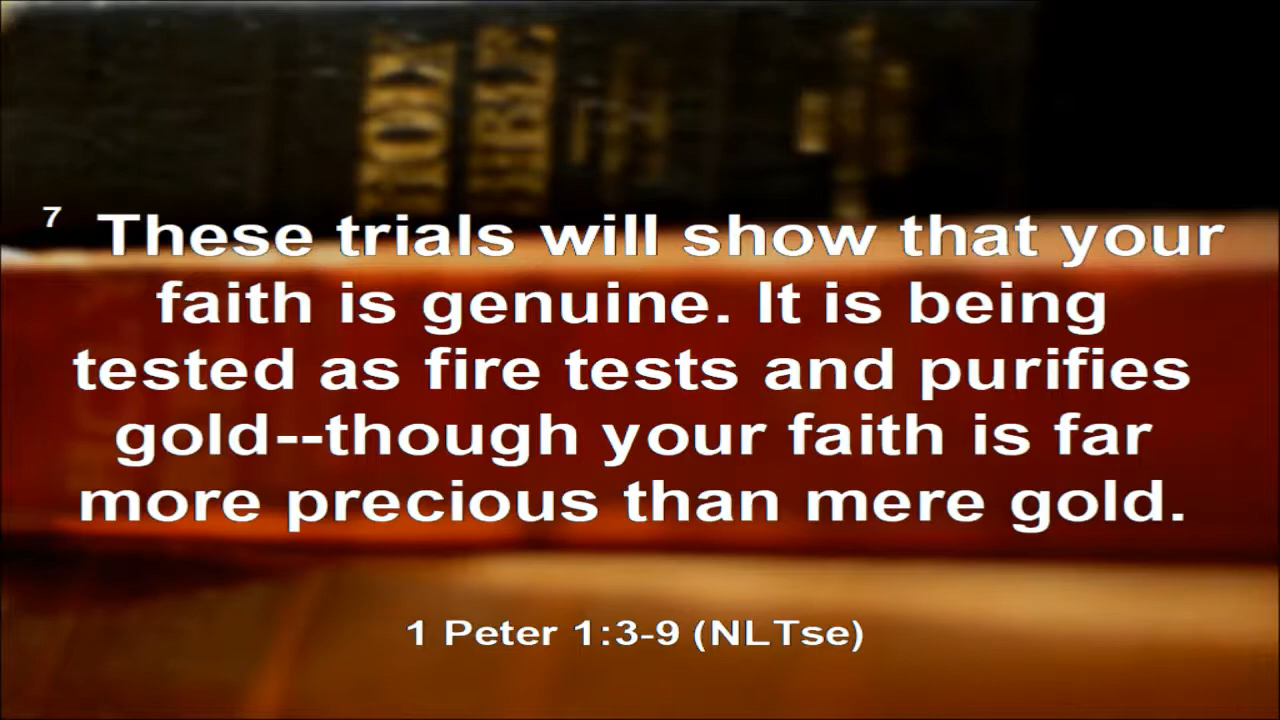 7 These trials will show that your
faith is genuine. It is being
tested as fire tests and purifies
gold--though your faith is far
more precious than mere gold.
1 Peter 1:3-9 (NLTse)